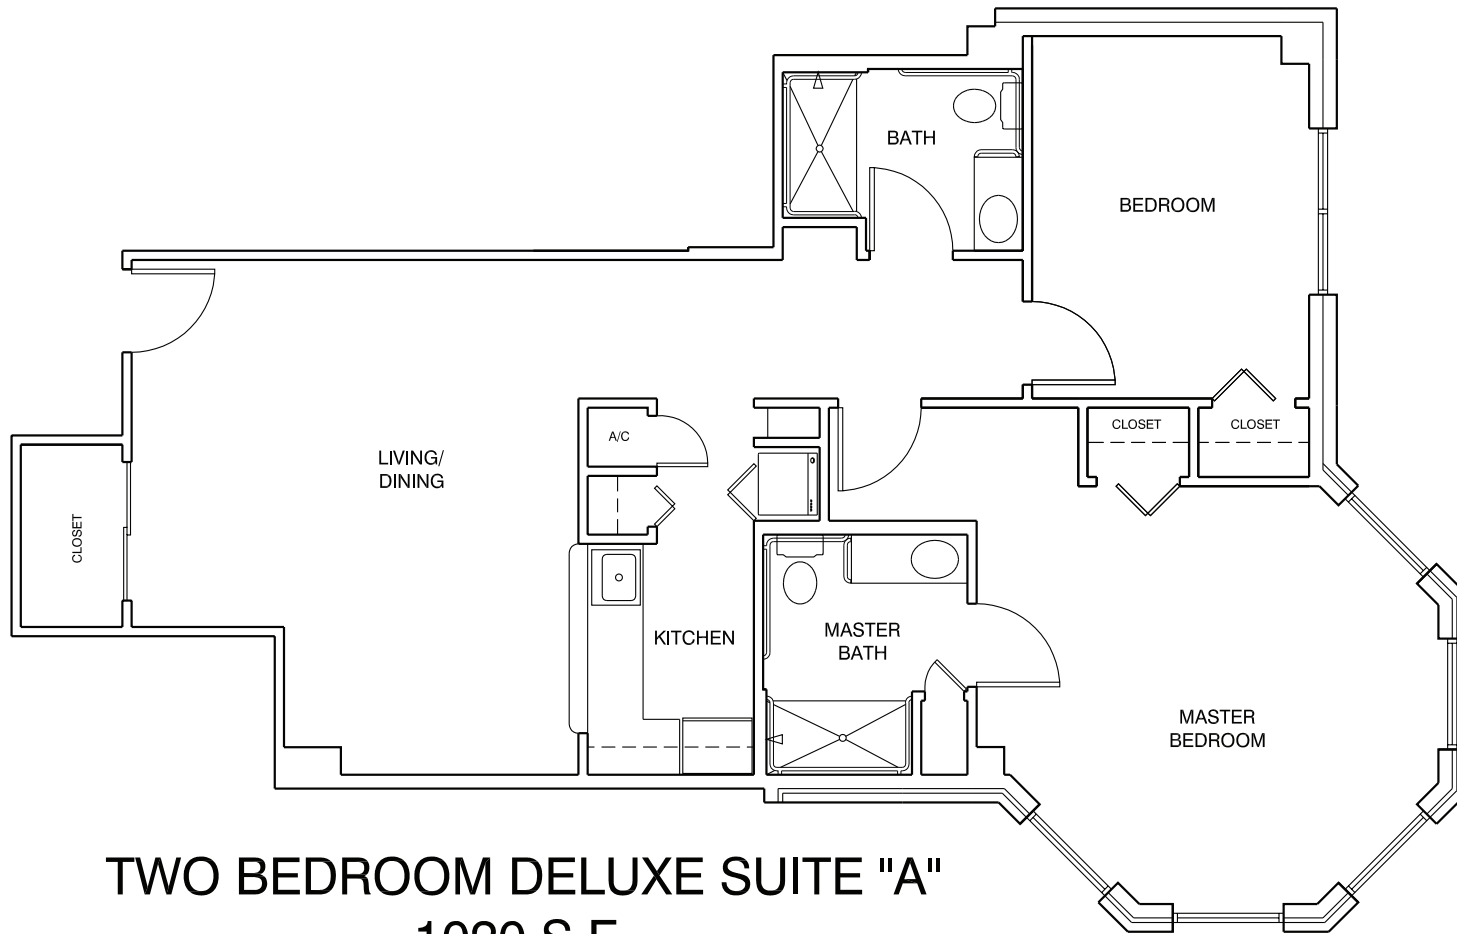 BATH
BEDROOM
A/C
CLOSET
CLOSET
LIVING/
DINING
CLOSET
KITCHEN
MASTER
BATH
MASTER
BEDROOM
TWO BEDROOM DELUXE SUITE "A"
S.F.